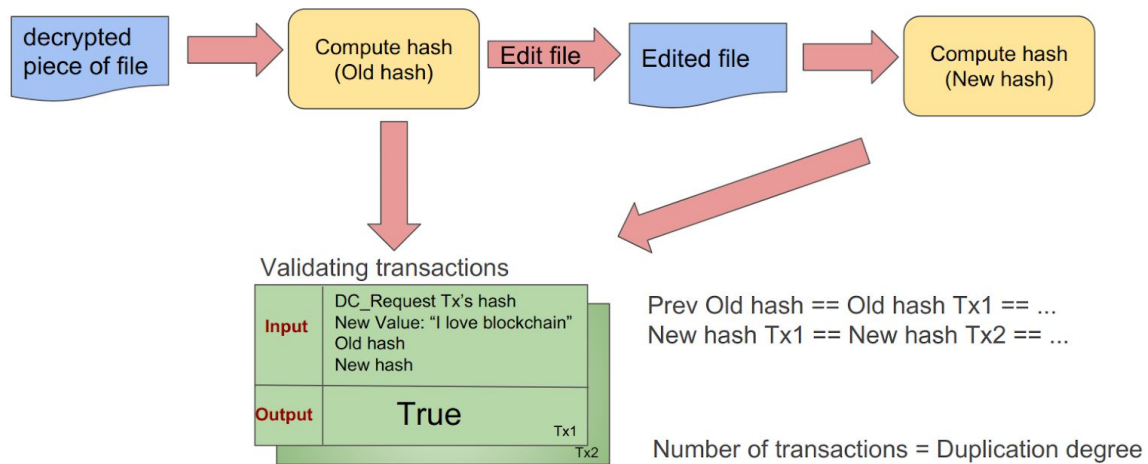 decrypted
piece of file
Compute hash
(Old hash)
Edit file
Edited file
Compute hash
(New hash)
Validating transactions
Input
DC_Request Tx's hash
New Value: “I love blockchain”
Old hash
New hash
Output
True
Tx1
Tx2
Prev Old hash == Old hash Tx1 == ...
New hash Tx1 == New hash Tx2 == ...
Number of transactions = Duplication degree